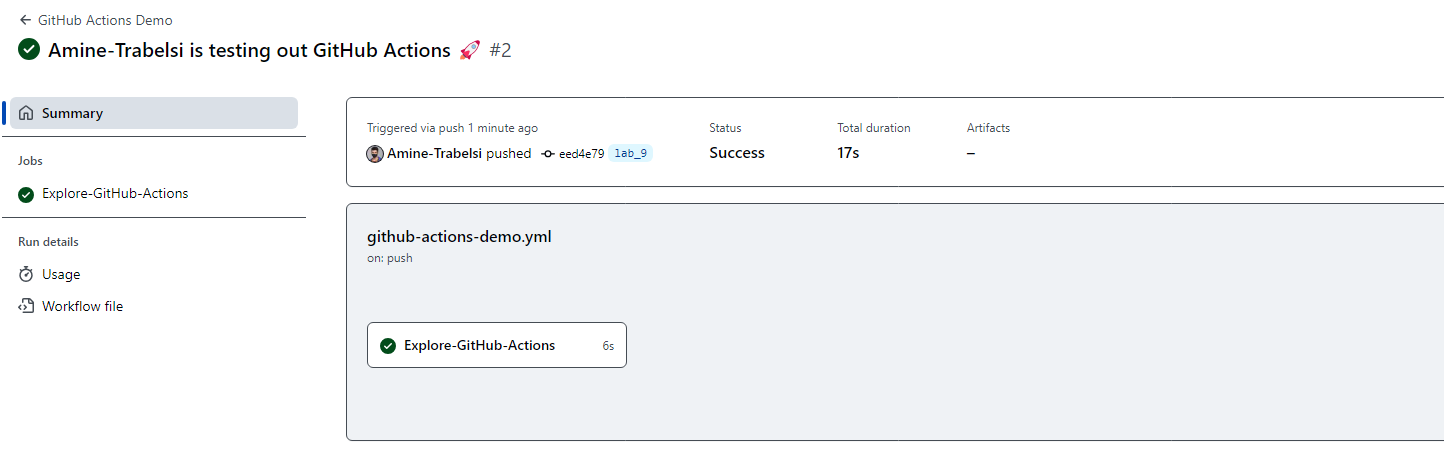 ← GitHub Actions Demo
Amine-Trabelsi is testing out GitHub Actions 🚀 #2
Summary
Jobs
Explore-GitHub-Actions
Run details
Usage
Workflow file
Triggered via push 1 minute ago
Amine-Trabelsi pushed eed4e79 lab_9
Status
Success
Total duration
17s
Artifacts
–
github-actions-demo.yml
on: push
Explore-GitHub-Actions 6s